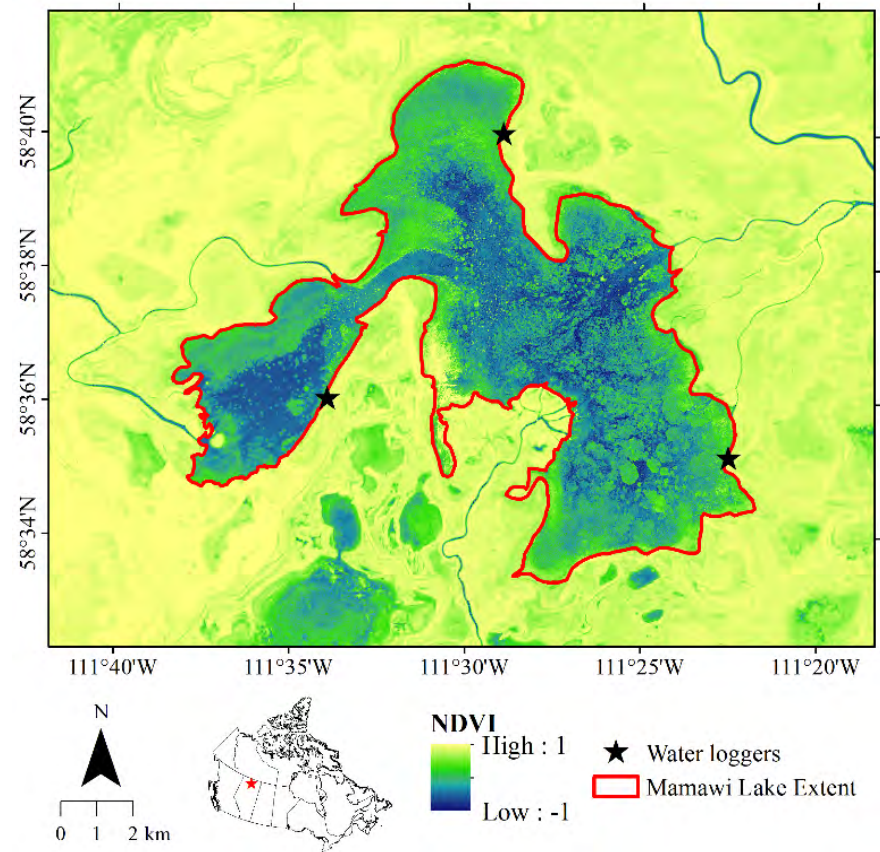 58°40'N
58°38'N
58°36'N
58°34'N
111°40'W 111°35'W 111°30'W 111°25'W 111°20'W
N
0 1 2 km
NDVI
High : 1
Low : -1
Water loggers
Mamawi Lake Extent